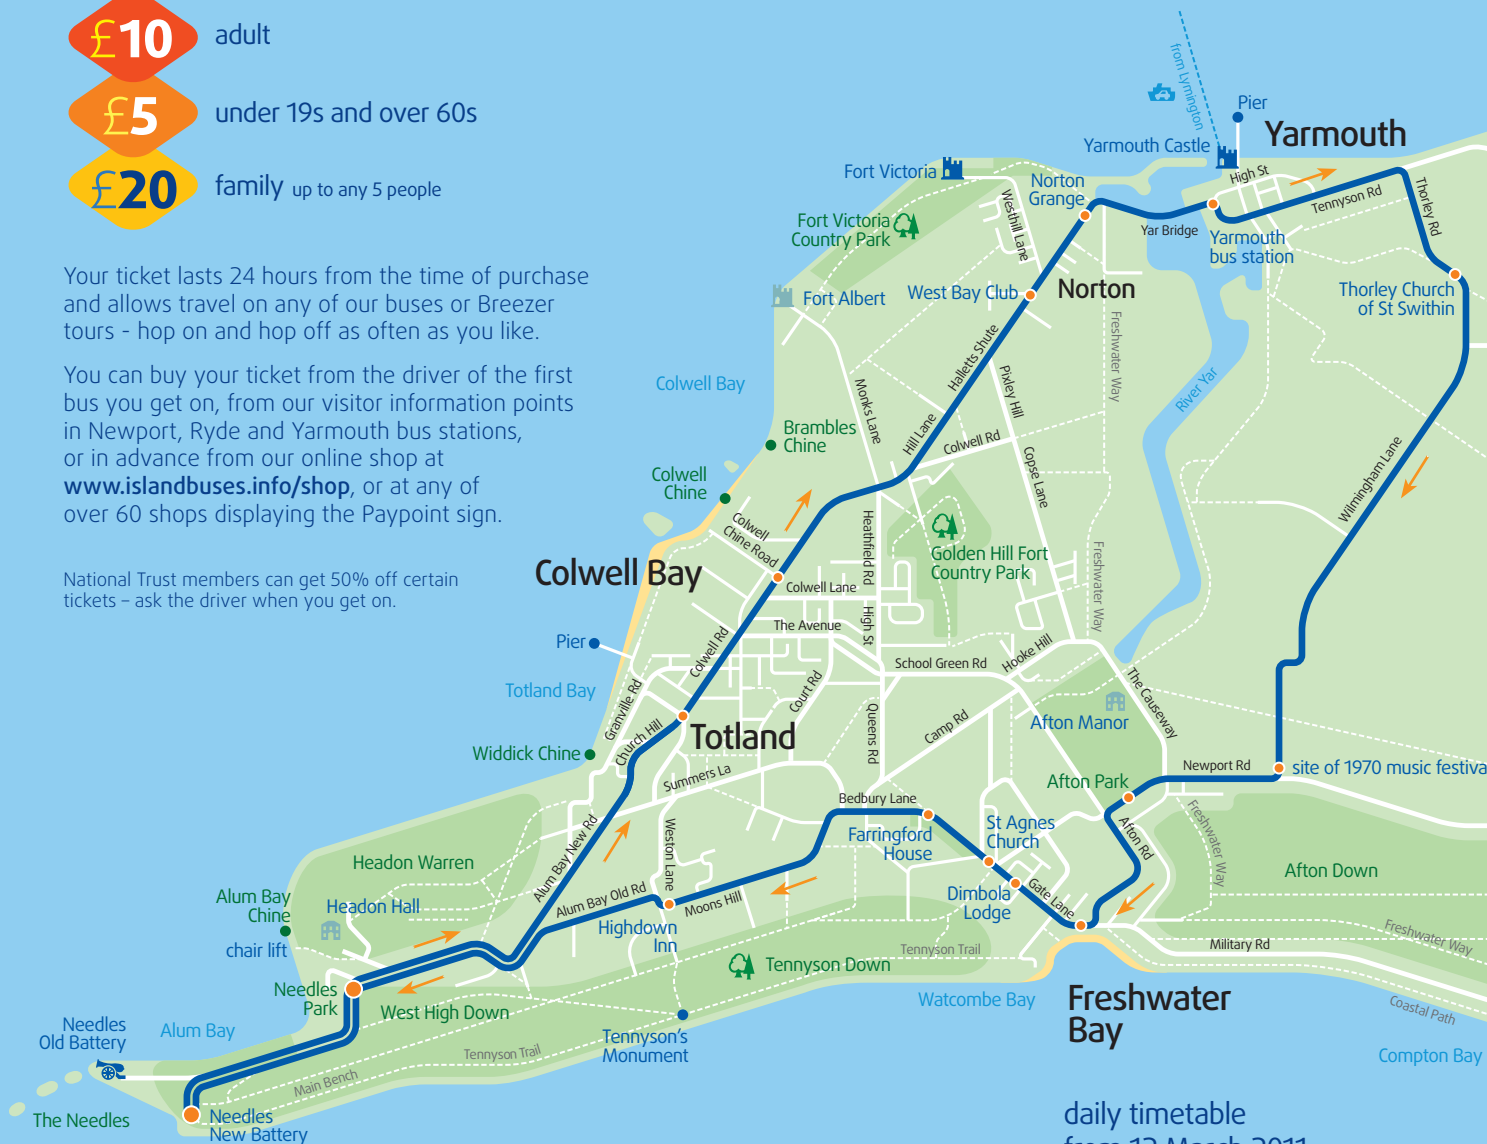 £10 adult
£5 under 19s and over 60s
£20 family up to any 5 people
Your ticket lasts 24 hours from the time of purchase
and allows travel on any of our buses or Breezer
tours - hop on and hop off as often as you like.
You can buy your ticket from the driver of the first
bus you get on, from our visitor information points
in Newport, Ryde and Yarmouth bus stations,
or in advance from our online shop at
www.islandbuses.info/shop, or at any of
over 60 shops displaying the Paypoint sign.
National Trust members can get 50% off certain
tickets – ask the driver when you get on.
from Lymington
Pier
Yarmouth
Yarmouth Castle
High St
Tennyson Rd
Thorley Rd
Fort Victoria
Norton
Grange
Westhill Lane
Yar Bridge
Yarmouth
bus station
Fort Victoria
Country Park
Thorley Church
of St Swithin
Fort Albert
West Bay Club
Norton
Freshwater Way
Halletts Shute
Pixley Hill
River Yar
Colwell Bay
Monks Lane
Brambles
Chine
Hill Lane
Colwell Rd
Copse Lane
Wilmingham Lane
Colwell
Chine
Colwell
Chine Road
Heathfield Rd
Golden Hill Fort
Country Park
Freshwater Way
Colwell Bay
Colwell Lane
The Avenue
High St
Pier
Colwell Rd
School Green Rd
Hooke Hill
The Causeway
Totland Bay
Granville Rd
Court Rd
Queens Rd
Camp Rd
Afton Manor
Church Hill
Totland
Widdick Chine
Summers La
Newport Rd
site of 1970 music festiva
Afton Park
Bedbury Lane
Farringford
House
St Agnes
Church
Afton Rd
Freshwater Way
Alum Bay New Rd
Weston Lane
Headon Warren
Afton Down
Alum Bay
Chine
Headon Hall
Alum Bay Old Rd
Moons Hill
Dimbola
Lodge
Gate Lane
chair lift
Highdown
Inn
Tennyson Trail
Military Rd
Freshwater Way
Tennyson Down
Needles
Park
West High Down
Watcombe Bay
Freshwater
Bay
Coastal Path
Needles
Old Battery
Alum Bay
Tennyson's
Monument
Tennyson Trail
Compton Bay
Main Bench
The Needles
Needles
New Battery
daily timetable
from 13 March 2011